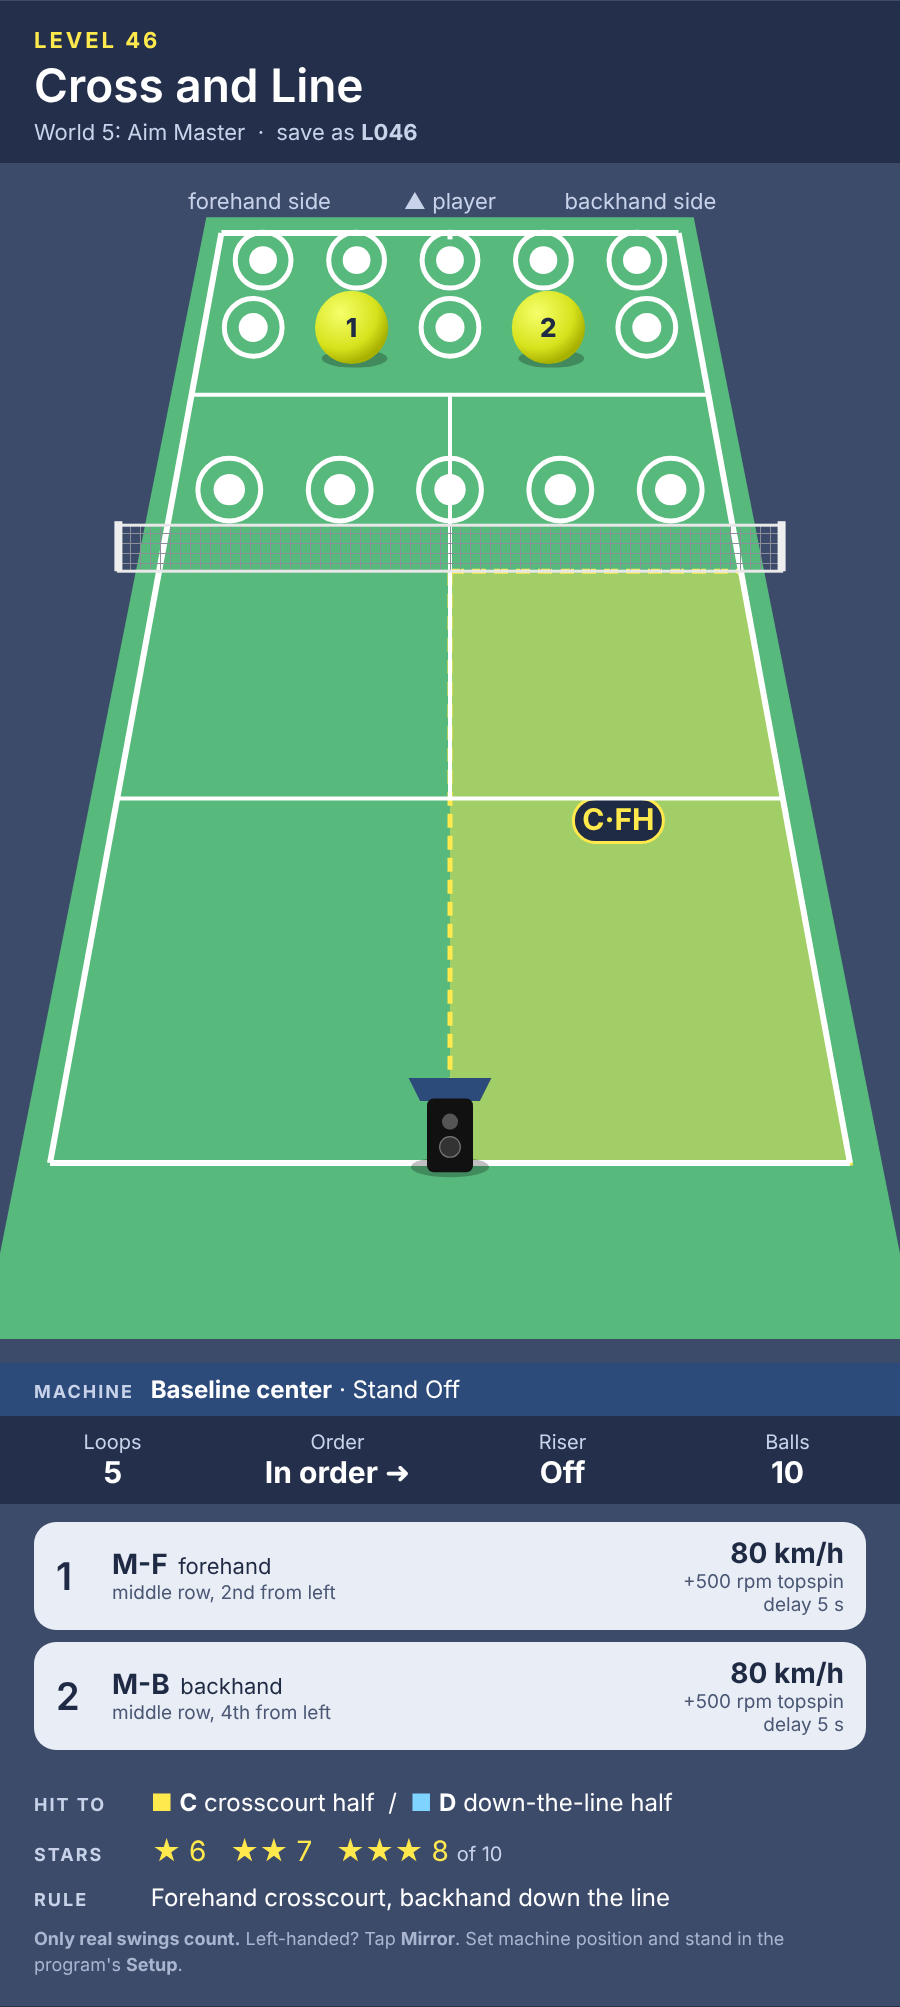 LEVEL 46
Cross and Line
World 5: Aim Master · save as L046
forehand side ▲ player backhand side
1 2
C·FH
MACHINE Baseline center · Stand Off
Loops Order Riser Balls
5 In order ➜ Off 10
1 M-F forehand 80 km/h
middle row, 2nd from left +500 rpm topspin
delay 5 s
2 M-B backhand 80 km/h
middle row, 4th from left +500 rpm topspin
delay 5 s
HIT TO C crosscourt half / D down-the-line half
STARS ★ 6 ★★ 7 ★★★ 8 of 10
RULE Forehand crosscourt, backhand down the line
Only real swings count. Left-handed? Tap Mirror. Set machine position and stand in the
program's Setup.